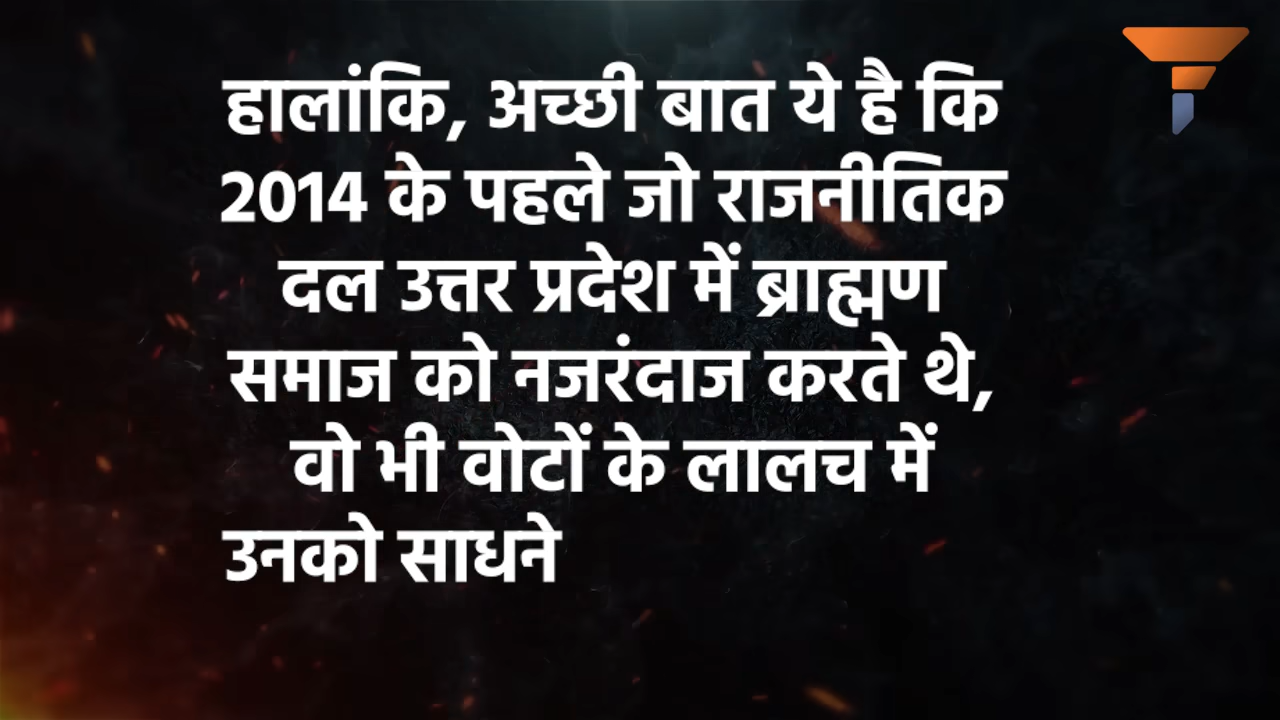 हालांकि, अच्छी बात ये है कि
2014 के पहले जो राजनीतिक
दल उत्तर प्रदेश में ब्राह्मण
समाज को नजरंदाज करते थे,
वो भी वोटों के लालच में
उनको साधने